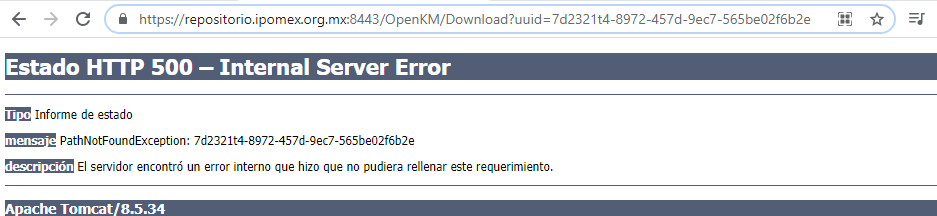 https://repositorio.ipomex.org.mx:8443/OpenKM/Download?uuid=7d2321t4-8972-457d-9ec7-565be02f6b2e
Estado HTTP 500 – Internal Server Error
Tipo Informe de estado
mensaje PathNotFoundException: 7d2321t4-8972-457d-9ec7-565be02f6b2e
descripción El servidor encontró un error interno que hizo que no pudiera rellenar este requerimiento.
Apache Tomcat/8.5.34